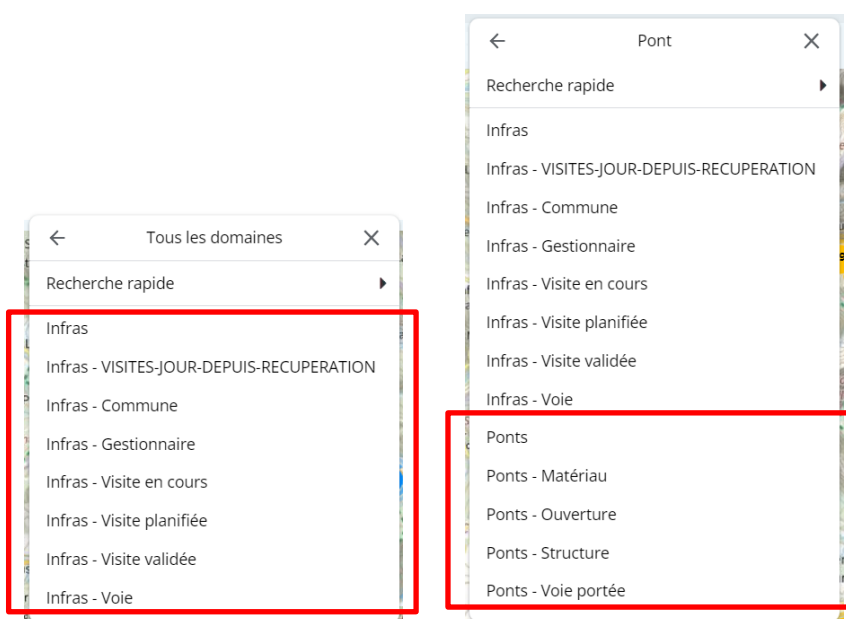 Tous les domaines
Recherche rapide
Infras
Infras - VISITES-JOUR-DEPUIS-RECUPERATION
Infras - Commune
Infras - Gestionnaire
Infras - Visite en cours
Infras - Visite planifiée
Infras - Visite validée
Infras - Voie
Pont
Recherche rapide
Infras
Infras - VISITES-JOUR-DEPUIS-RECUPERATION
Infras - Commune
Infras - Gestionnaire
Infras - Visite en cours
Infras - Visite planifiée
Infras - Visite validée
Infras - Voie
Ponts
Ponts - Matériau
Ponts - Ouverture
Ponts - Structure
Ponts - Voie portée